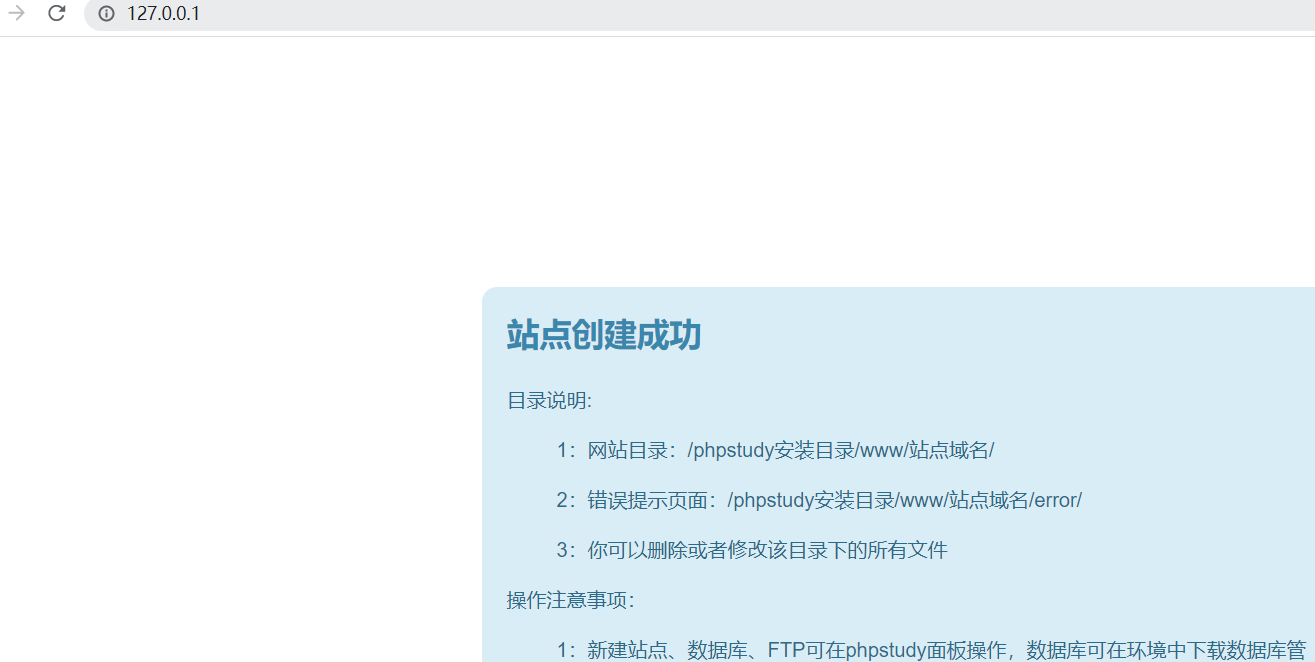 127.0.0.1
站点创建成功
目录说明:
1：网站目录：/phpstudy安装目录/www/站点域名/
2：错误提示页面：/phpstudy安装目录/www/站点域名/error/
3：你可以删除或者修改该目录下的所有文件
操作注意事项：
1：新建站点、数据库、FTP可在phpstudy面板操作，数据库可在环境中下载数据库管